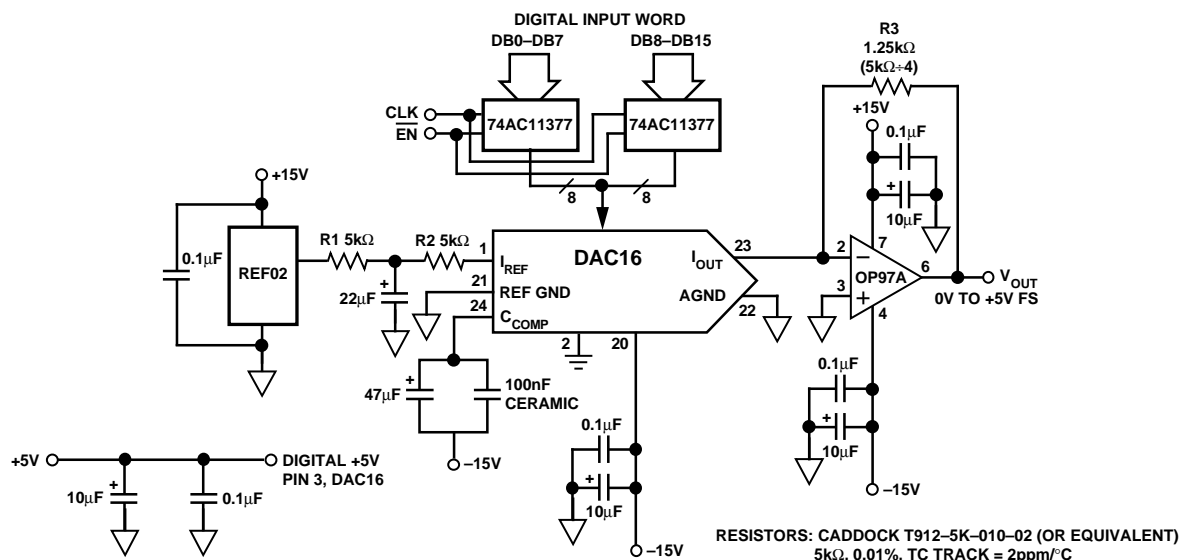 DIGITAL INPUT WORD
DB0–DB7
DB8–DB15
R3
1.25kΩ
(5kΩ÷4)
CLK
EN
74AC11377
74AC11377
+15V
0.1µF
+
10µF
8
8
+15V
0.1µF
REF02
R1 5kΩ
R2 5kΩ
+
22µF
1
21
24
I_REF
REF GND
C_COMP
DAC16
I_OUT
AGND
23
22
2
20
2
3
7
–
+
OP97A
6
4
V_OUT
0V TO +5V FS
+
47µF
100nF
CERAMIC
–15V
0.1µF
+
10µF
–15V
0.1µF
+
10µF
–15V
+5V
DIGITAL +5V
PIN 3, DAC16
+
10µF
0.1µF
RESISTORS: CADDOCK T912–5K–010–02 (OR EQUIVALENT)
5kΩ, 0.01%, TC TRACK = 2ppm/°C